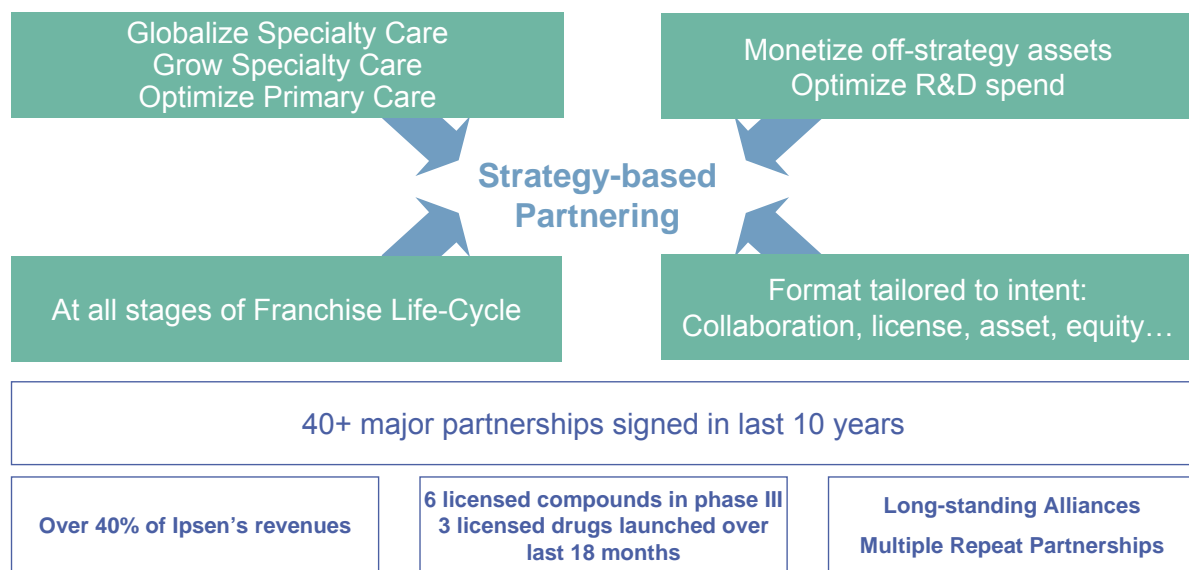 Globalize Specialty Care
Grow Specialty Care
Optimize Primary Care
Monetize off-strategy assets
Optimize R&D spend
Strategy-based
Partnering
At all stages of Franchise Life-Cycle
Format tailored to intent:
Collaboration, license, asset, equity…
40+ major partnerships signed in last 10 years
Over 40% of Ipsen’s revenues
6 licensed compounds in phase III
3 licensed drugs launched over
last 18 months
Long-standing Alliances
Multiple Repeat Partnerships